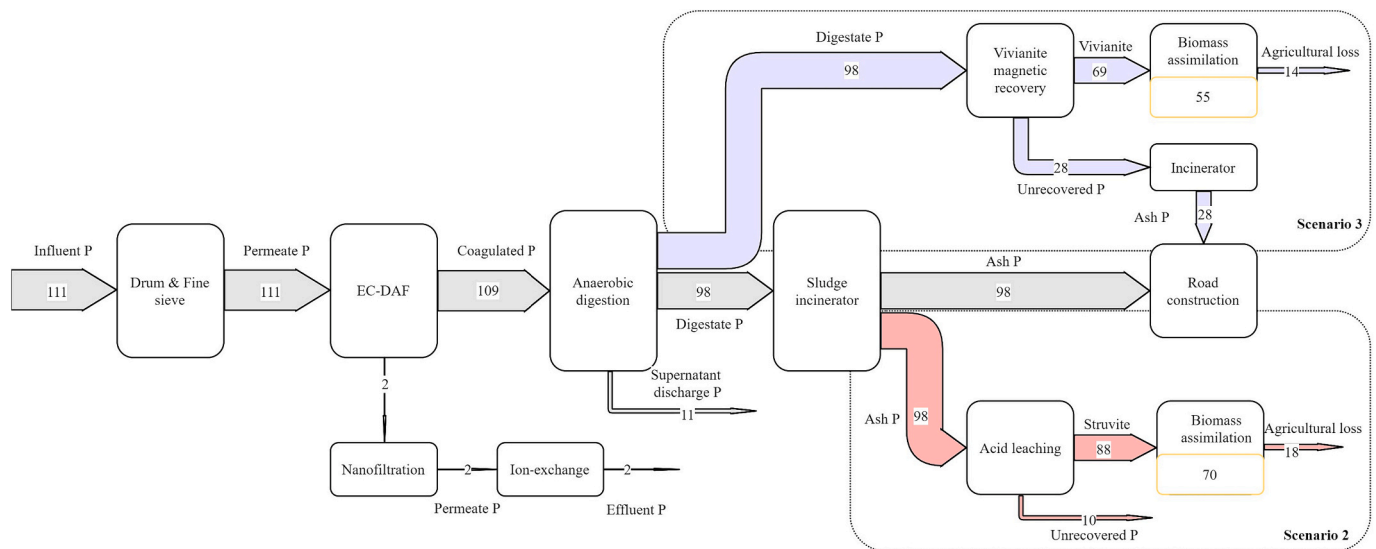 Digestate P
98
Vivianite
magnetic
recovery
Vivianite
69
Biomass
assimilation
55
Agricultural loss
14
28
Unrecovered P
Incinerator
Ash P
28
Scenario 3
Influent P
111
Drum & Fine
sieve
Permeate P
111
EC-DAF
Coagulated P
109
Anaerobic
digestion
98
Digestate P
Sludge
incinerator
Ash P
98
Road
construction
2
Supernatant
discharge P
11
Nanofiltration
2
Permeate P
Ion-exchange
2
Effluent P
Ash P
98
Acid leaching
Struvite
88
Biomass
assimilation
70
Agricultural loss
18
10
Unrecovered P
Scenario 2